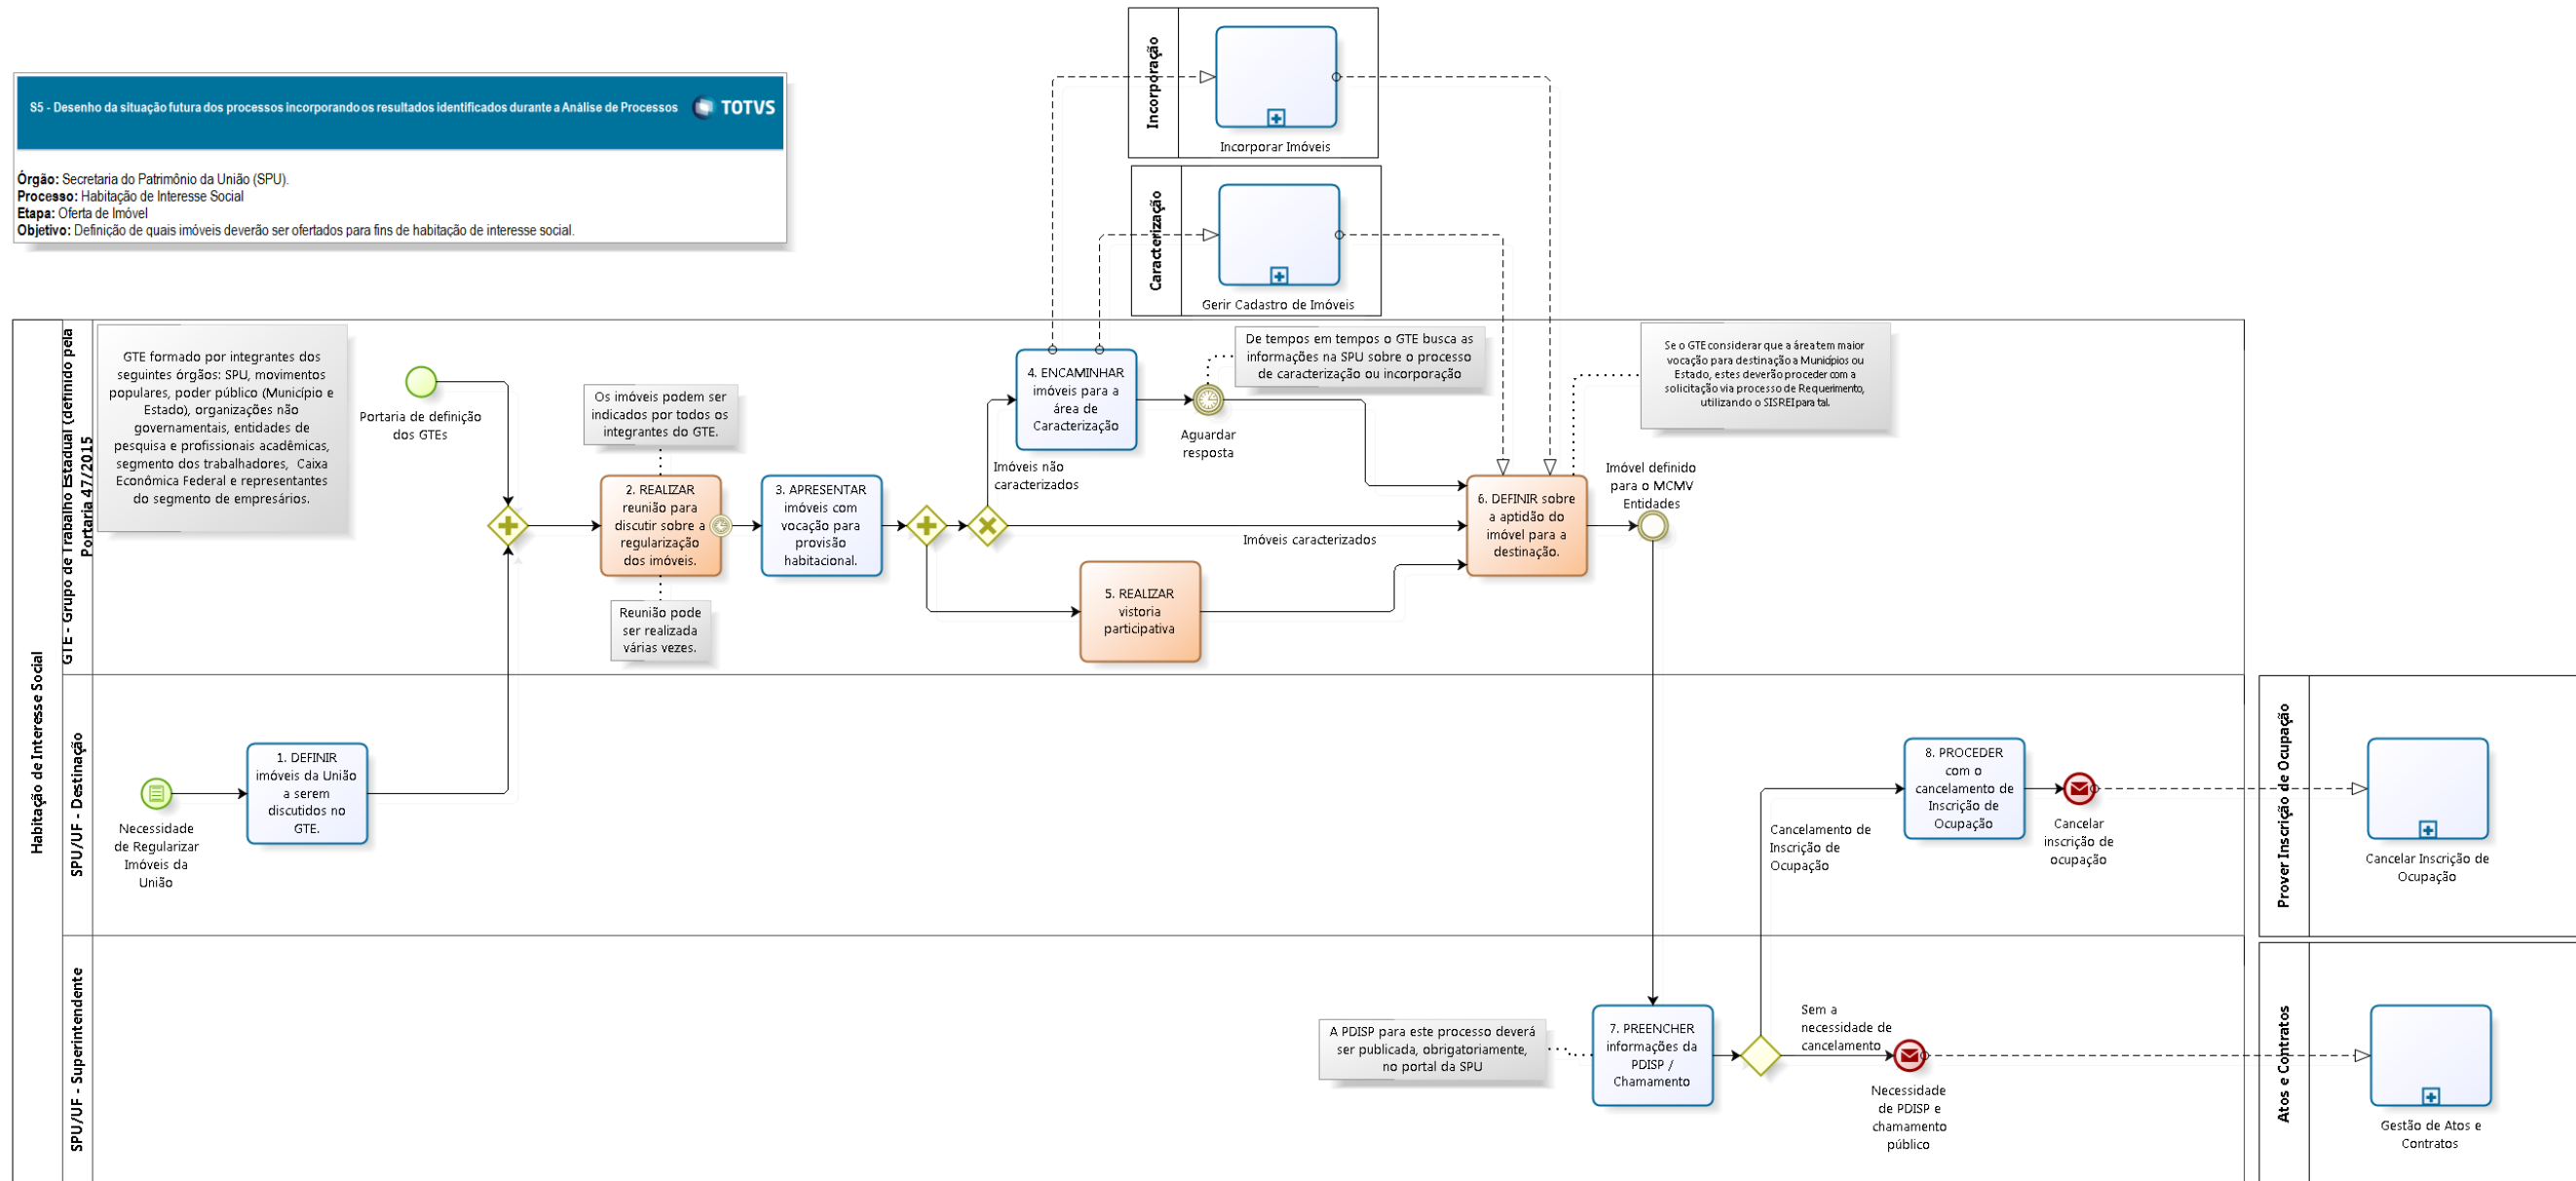 S5 - Desenho da situação futura dos processos incorporando os resultados identificados durante a Análise de Processos
TOTVS
Órgão: Secretaria do Patrimônio da União (SPU).
Processo: Habitação de Interesse Social
Etapa: Oferta de Imóvel
Objetivo: Definição de quais imóveis deverão ser ofertados para fins de habitação de interesse social.
Incorporação
Incorporar Imóveis
Caracterização
Gerir Cadastro de Imóveis
Habitação de Interesse Social
GTE - Grupo de Trabalho Estadual (definido pela
Portaria 47/2015
GTE formado por integrantes dos
seguintes órgãos: SPU, movimentos
populares, poder público (Município e
Estado), organizações não
governamentais, entidades de
pesquisa e profissionais acadêmicas,
segmento dos trabalhadores, Caixa
Econômica Federal e representantes
do segmento de empresários.
Portaria de definição
dos GTEs
Os imóveis podem ser
indicados por todos os
integrantes do GTE.
2. REALIZAR
reunião para
discutir sobre a
regularização
dos imóveis.
Reunião pode
ser realizada
várias vezes.
3. APRESENTAR
imóveis com
vocação para
provisão
habitacional.
Imóveis não
caracterizados
4. ENCAMINHAR
imóveis para a
área de
Caracterização
Aguardar
resposta
De tempos em tempos o GTE busca as
informações na SPU sobre o processo
de caracterização ou incorporação
Imóveis caracterizados
5. REALIZAR
vistoria
participativa
6. DEFINIR sobre
a aptidão do
imóvel para a
destinação.
Se o GTE considerar que a área tem maior
vocação para destinação a Municípios ou
Estado, estes deverão proceder com a
solicitação via processo de Requerimento,
utilizando o SISREI para tal.
Imóvel definido
para o MCMV
Entidades
SPU/UF - Destinação
Necessidade
de Regularizar
Imóveis da
União
1. DEFINIR
imóveis da União
a serem
discutidos no
GTE.
Cancelamento de
Inscrição de
Ocupação
8. PROCEDER
com o
cancelamento de
Inscrição de
Ocupação
Cancelar
inscrição de
ocupação
Prover Inscrição de Ocupação
Cancelar Inscrição de
Ocupação
SPU/UF - Superintendente
A PDISP para este processo deverá
ser publicada, obrigatoriamente,
no portal da SPU
7. PREENCHER
informações da
PDISP /
Chamamento
Sem a
necessidade de
cancelamento
Necessidade
de PDISP e
chamamento
público
Atos e Contratos
Gestão de Atos e
Contratos